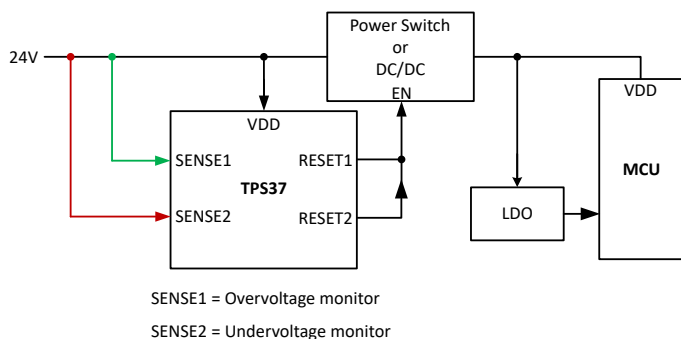 Power Switch
or
DC/DC
EN
24V
VDD
VDD
SENSE1
RESET1
TPS37
MCU
SENSE2
RESET2
LDO
SENSE1 = Overvoltage monitor
SENSE2 = Undervoltage monitor